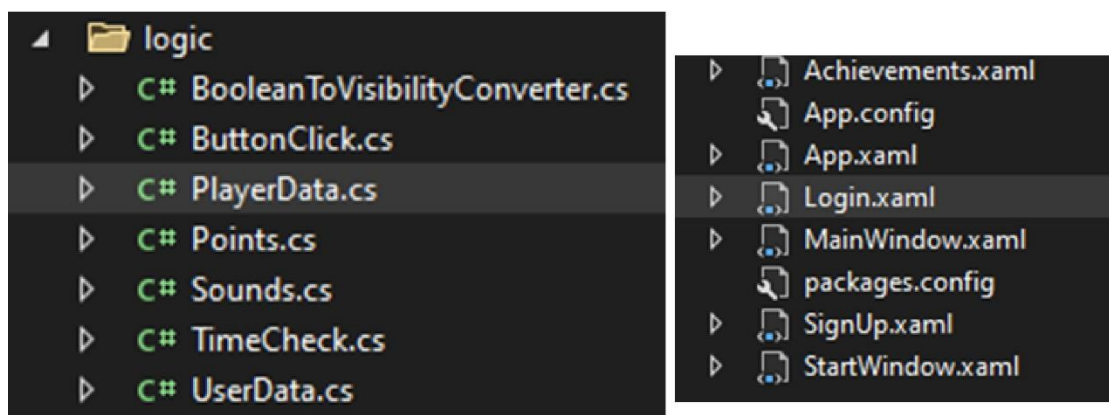 logic
C# BooleanToVisibilityConverter.cs
C# ButtonClick.cs
C# PlayerData.cs
C# Points.cs
C# Sounds.cs
C# TimeCheck.cs
C# UserData.cs
Achievements.xaml
App.config
App.xaml
Login.xaml
MainWindow.xaml
packages.config
SignUp.xaml
StartWindow.xaml